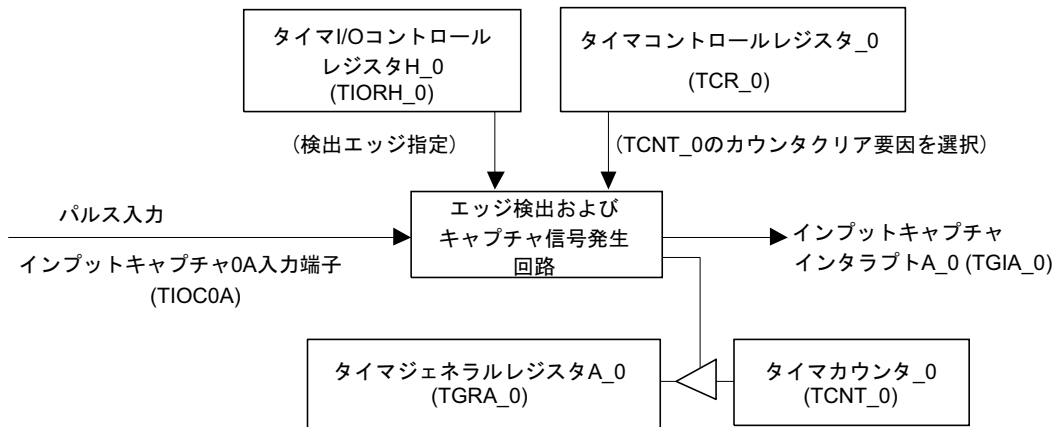 タイマI/Oコントロール
レジスタH_0
(TIORH_0)
タイマコントロールレジスタ_0
(TCR_0)
(検出エッジ指定)
(TCNT_0のカウンタクリア要因を選択)
パルス入力
インプットキャプチャ0A入力端子
(TIOC0A)
エッジ検出および
キャプチャ信号発生
回路
インプットキャプチャ
インタラプトA_0 (TGIA_0)
タイマジェネラルレジスタA_0
(TGRA_0)
タイマカウンタ_0
(TCNT_0)